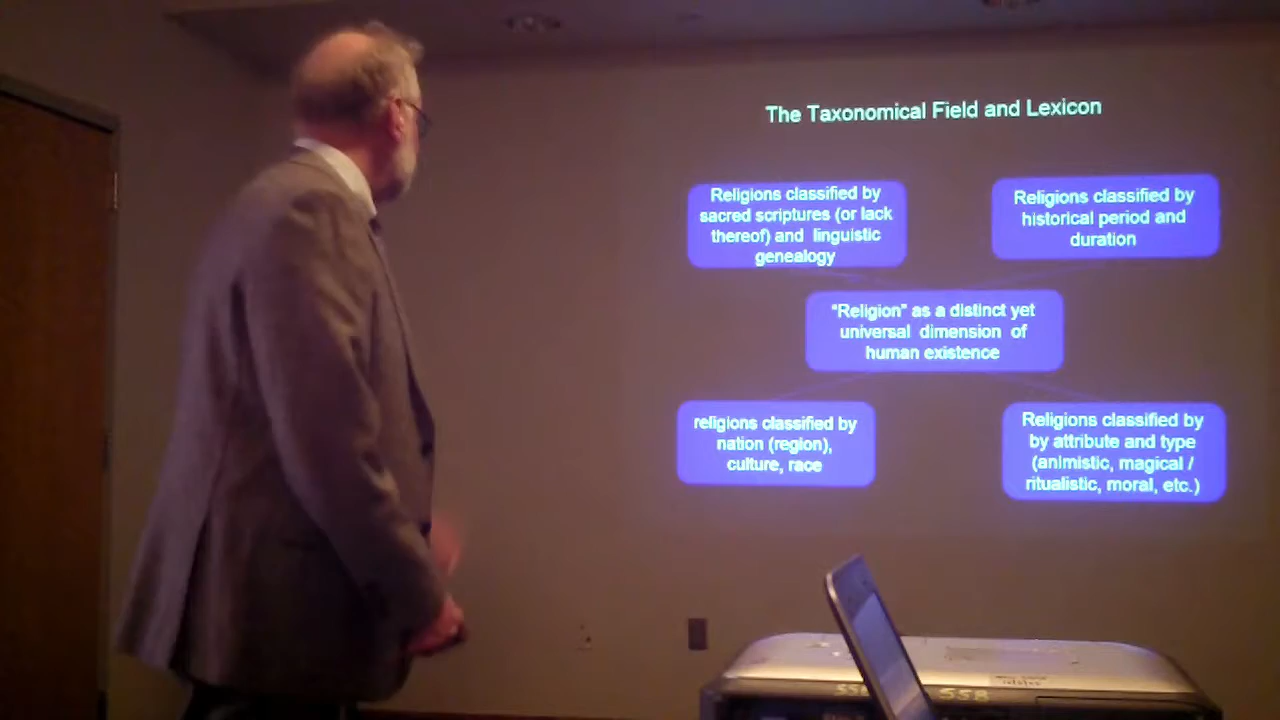 The Taxonomical Field and Lexicon
Religions classified by
sacred scriptures (or lack
thereof) and linguistic
genealogy
Religions classified by
historical period and
duration
“Religion” as a distinct yet
universal dimension of
human existence
religions classified by
nation (region),
culture, race
Religions classified by
by attribute and type
(animistic, magical /
ritualistic, moral, etc.)
558